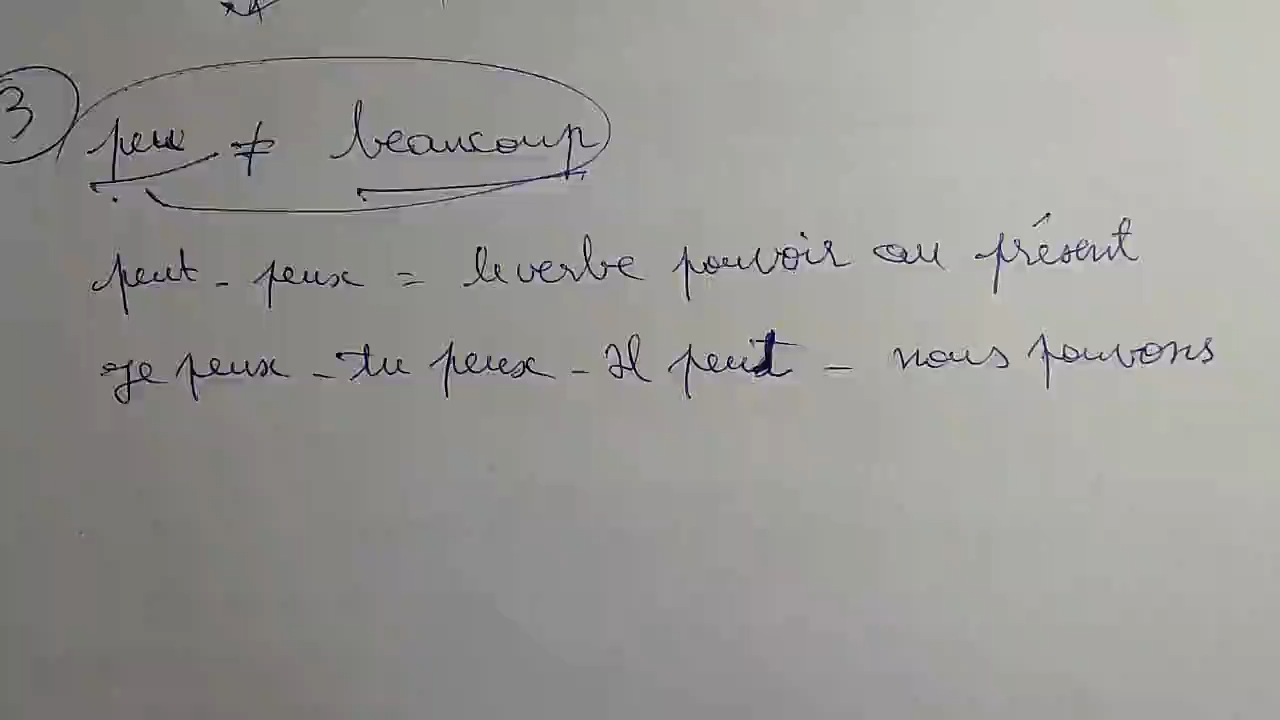 3 peu ≠ beaucoup
peut - peux = le verbe pouvoir au présent
Je peux - tu peux - Il peut - nous pouvons